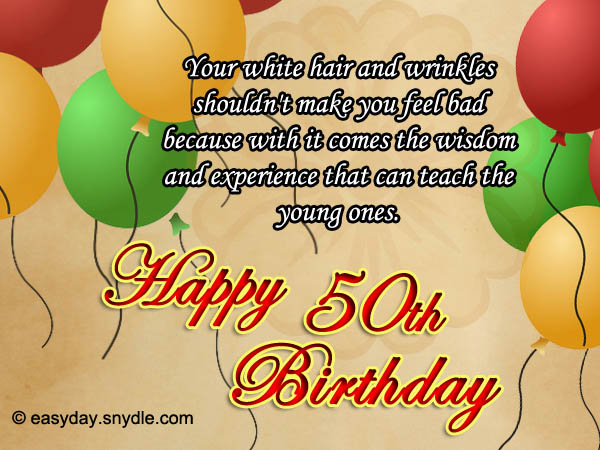 Your white hair and wrinkles
shouldn't make you feel bad
because with it comes the wisdom
and experience that can teach the
young ones.
Happy 50th
Birthday
© easyday.snydle.com